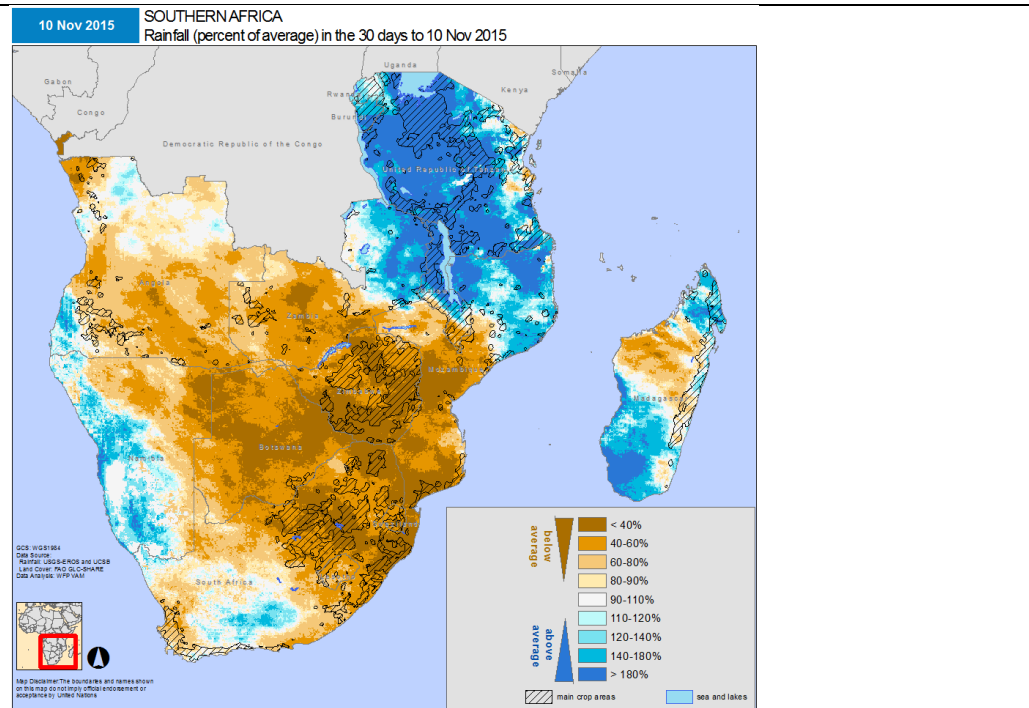 10 Nov 2015
SOUTHERN AFRICA
Rainfall (percent of average) in the 30 days to 10 Nov 2015
Uganda
Somalia
Gabon
Kenya
Congo
Democratic Republic of the Congo
United Republic of
Angola
Zambia
Madagascar
Botswana
Namibia
South Africa
below average
above average
< 40%
40-60%
60-80%
80-90%
90-110%
110-120%
120-140%
140-180%
> 180%
main crop areas
sea and lakes
GCS: WGS1984
Data Source:
Rainfall: USGS-EROS and UCSB
Land Cover: FAO GLC-SHARE
Data Analysis: WFP VAM
Map Disclaimer:The boundaries and names shown
on this map do not imply official endorsement or
acceptance by United Nations